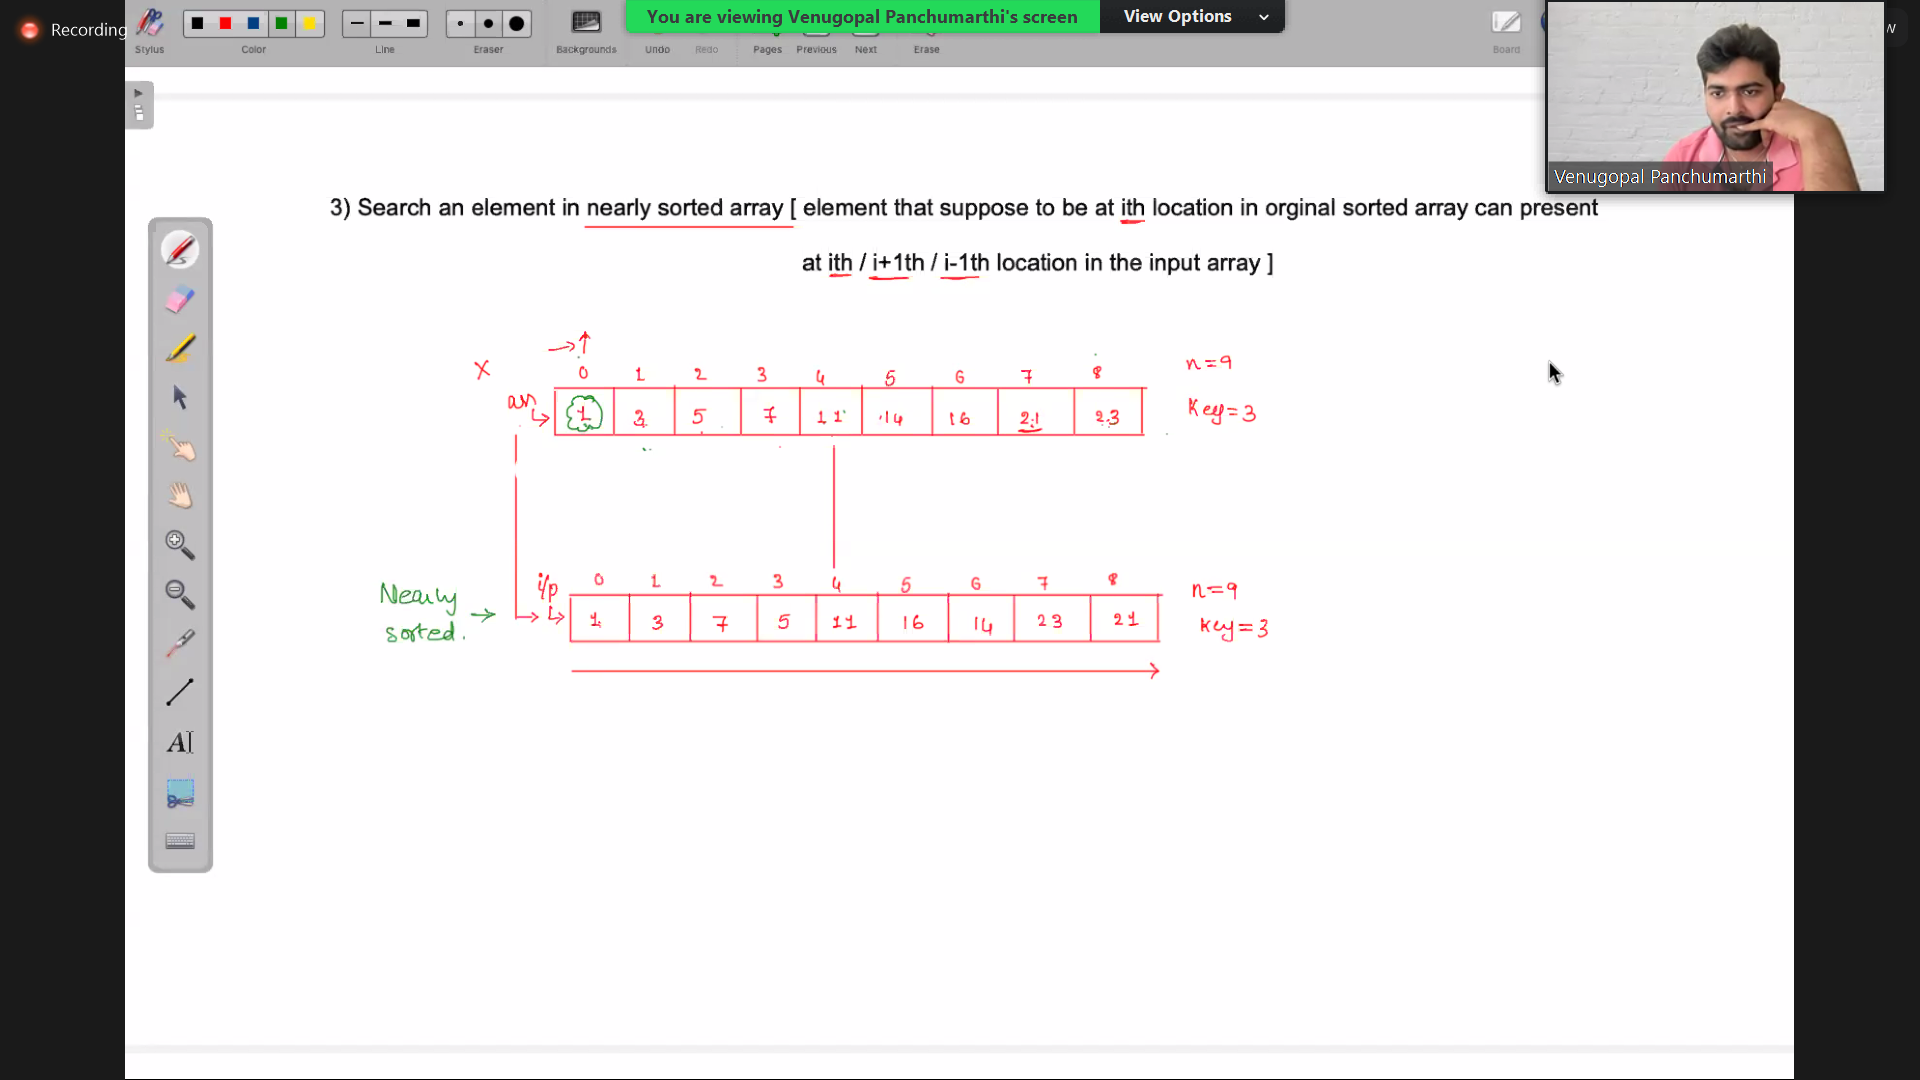 Recording
You are viewing Venugopal Panchumarthi's screen
View Options
Stylus
Color
Line
Eraser
Backgrounds
Undo
Redo
Pages
Previous
Next
Erase
Board
w
Venugopal Panchumarthi
3) Search an element in nearly sorted array [ element that suppose to be at ith location in orginal sorted array can present
at ith / i+1th / i-1th location in the input array ]
X
0 1 2 3 4 5 6 7 8
n=9
arr
1 3 5 7 11 14 16 21 23
Key=3
Nearly
sorted.
i/p
0 1 2 3 4 5 6 7 8
n=9
1 3 7 5 11 16 14 23 21
Key=3
A